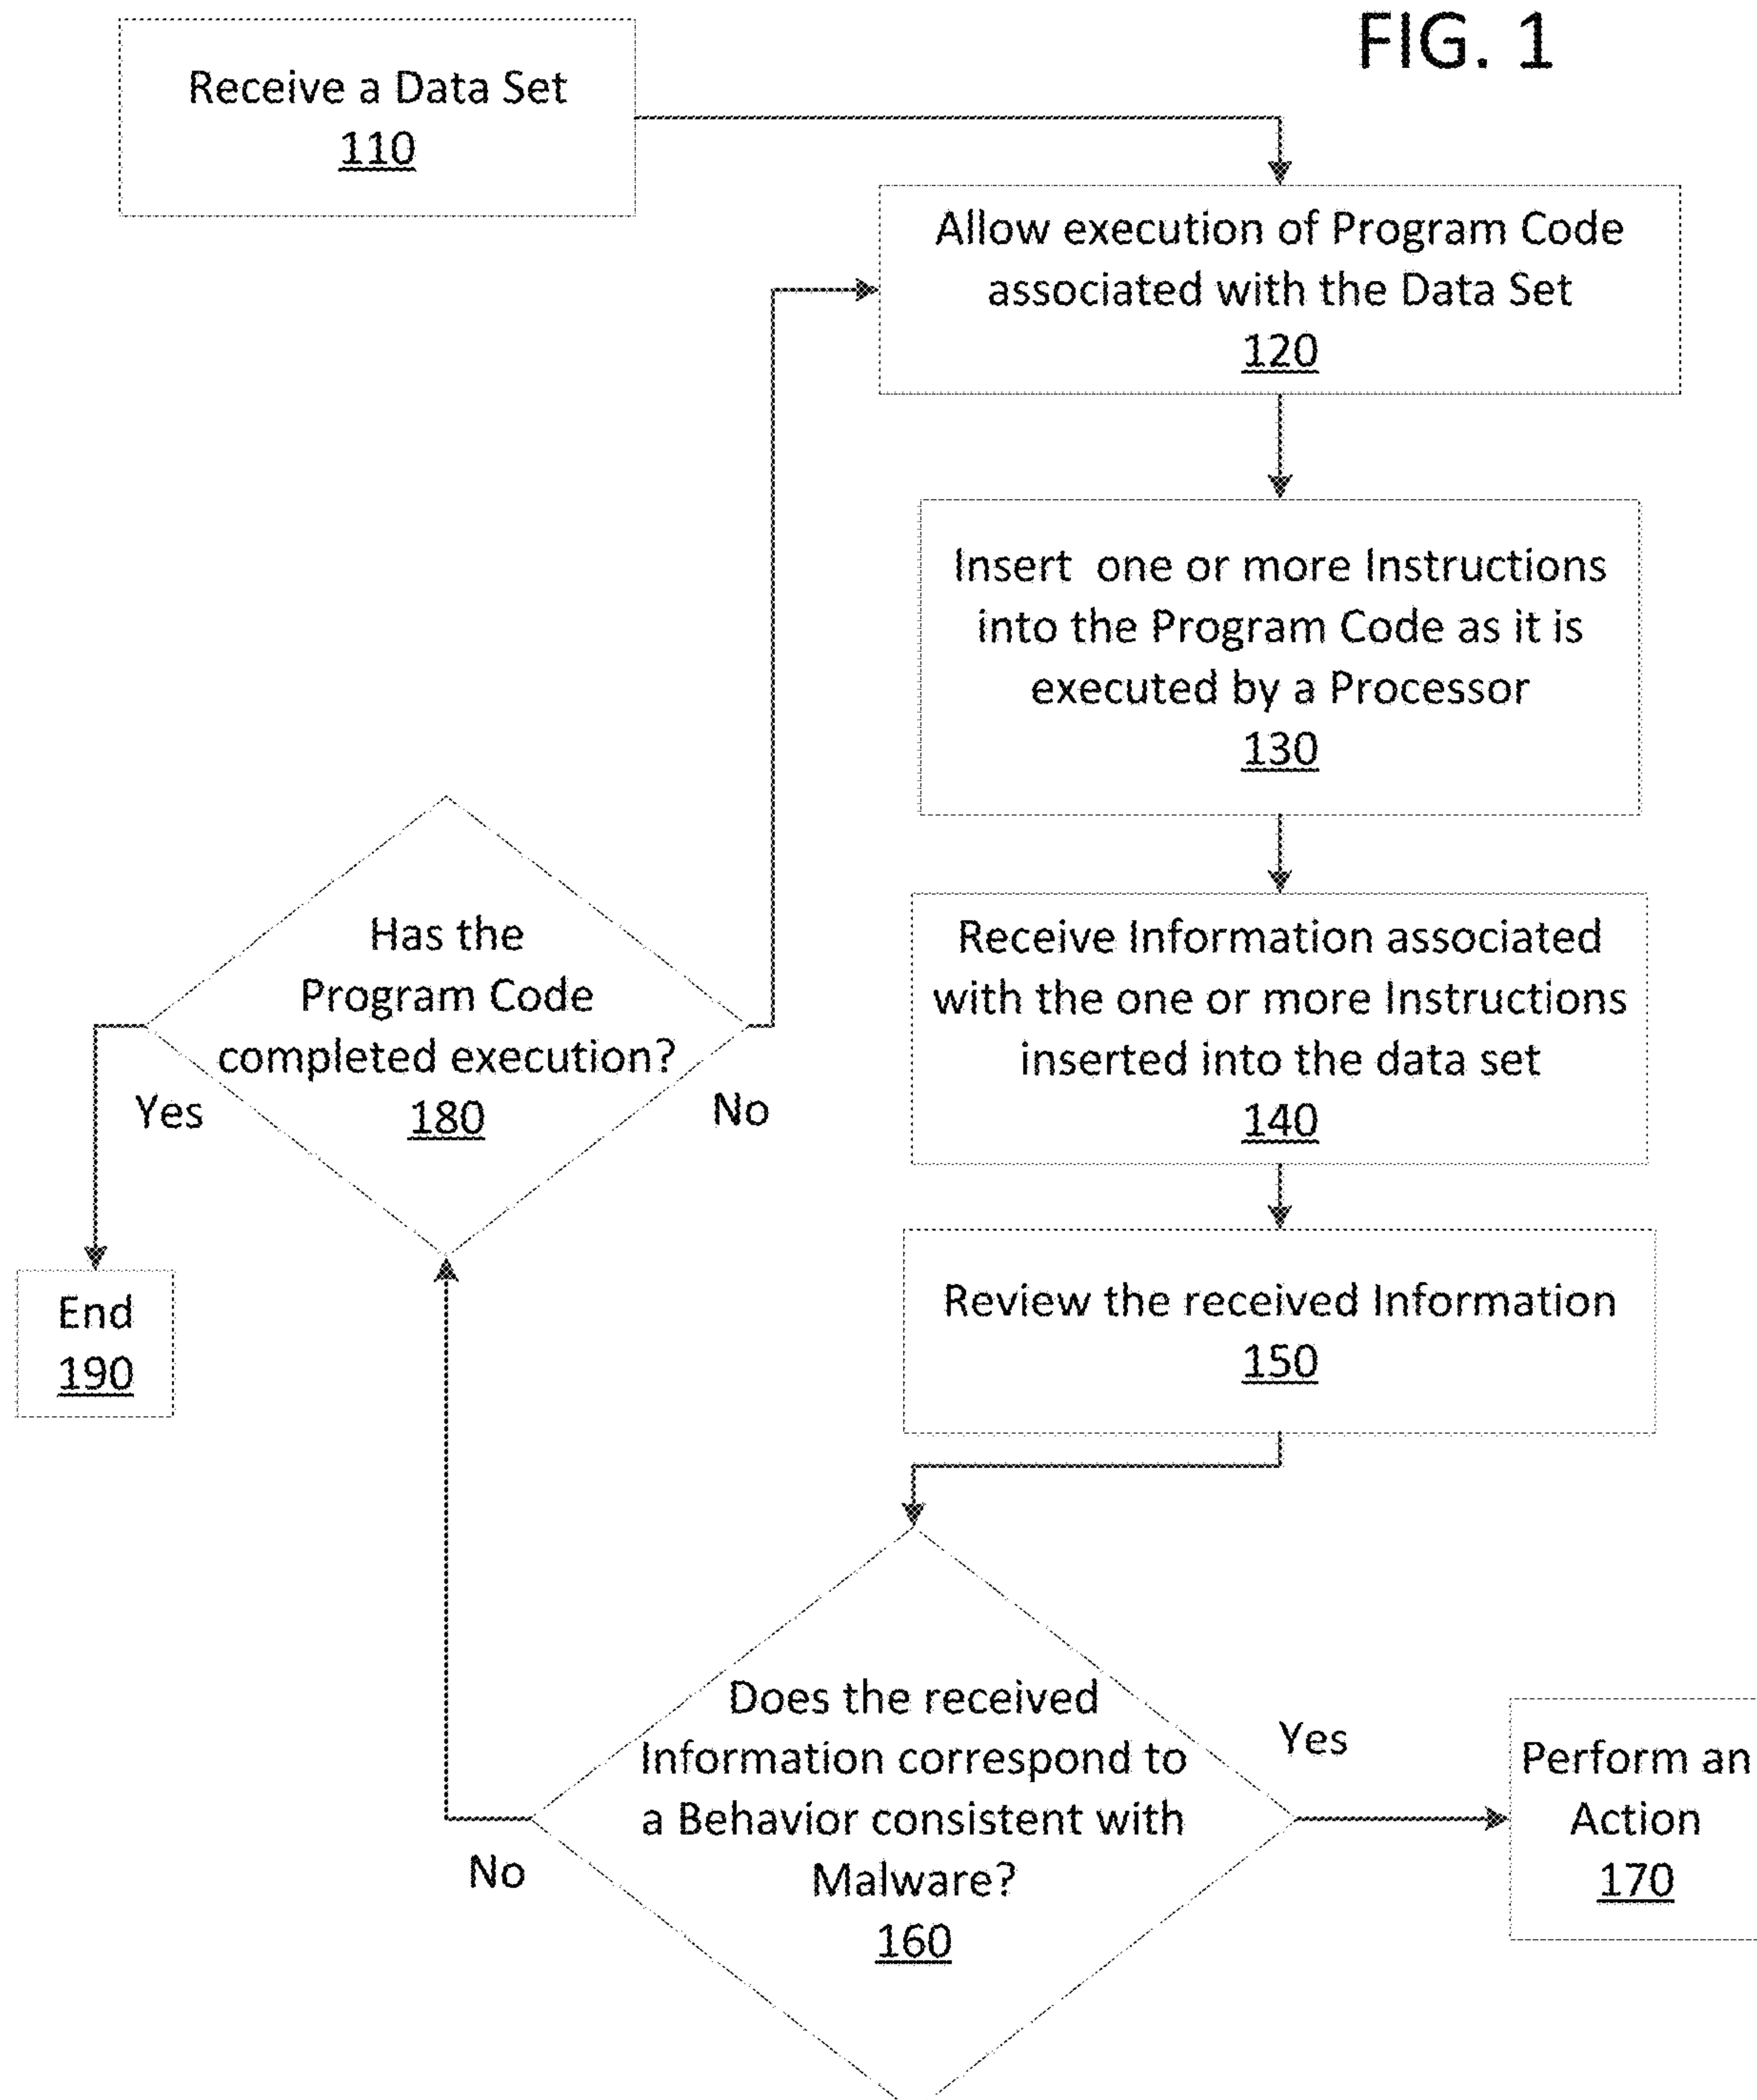 FIG. 1
Receive a Data Set
110
Allow execution of Program Code
associated with the Data Set
120
Insert one or more Instructions
into the Program Code as it is
executed by a Processor
130
Receive Information associated
with the one or more Instructions
inserted into the data set
140
Review the received Information
150
Does the received
Information correspond to
a Behavior consistent with
Malware?
160
Yes
No
Perform an
Action
170
Has the
Program Code
completed execution?
180
Yes
No
End
190